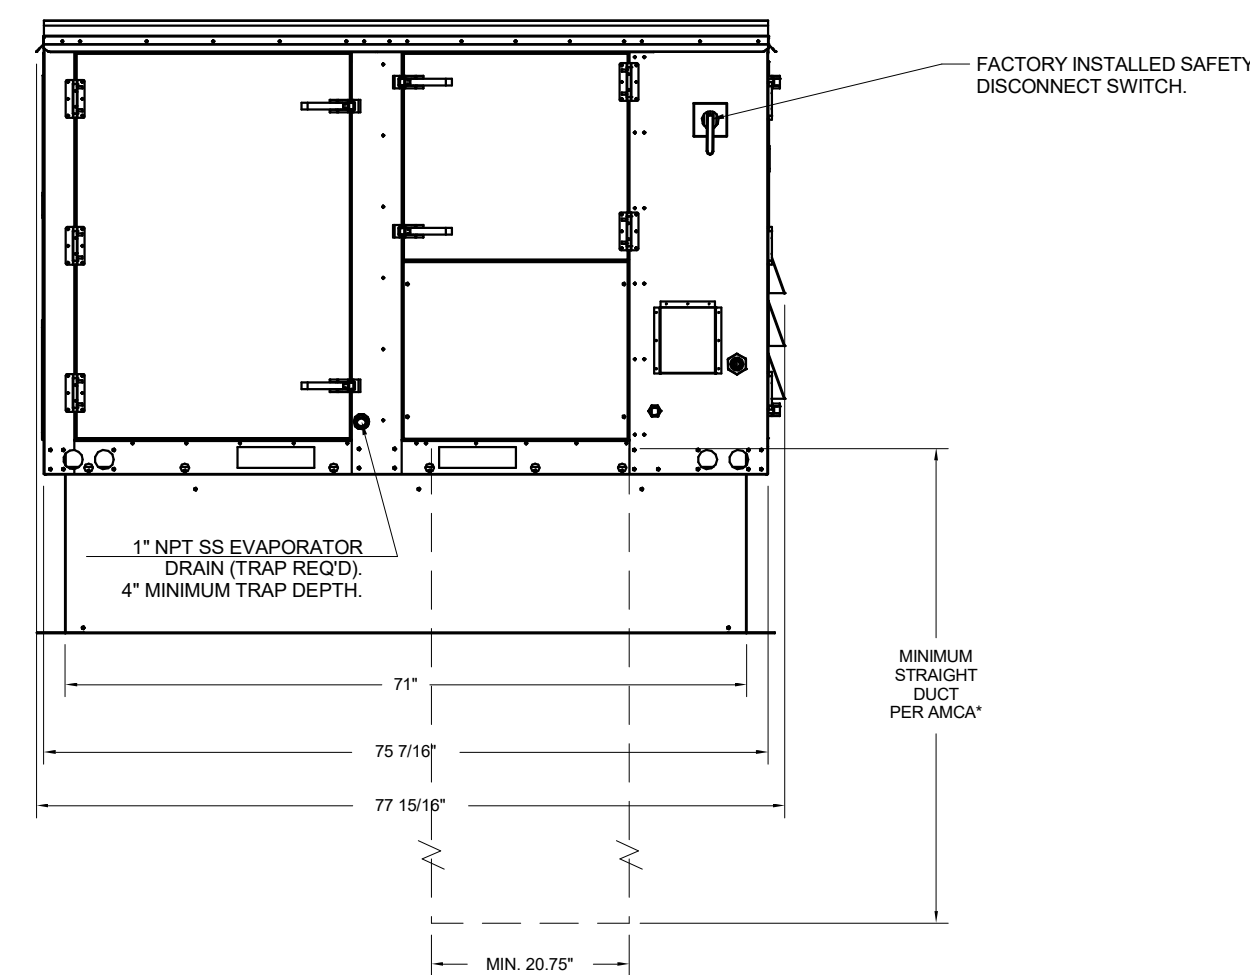 FACTORY INSTALLED SAFETY
DISCONNECT SWITCH.
1" NPT SS EVAPORATOR
DRAIN (TRAP REQ'D).
4" MINIMUM TRAP DEPTH.
MINIMUM
STRAIGHT
DUCT
PER AMCA*
71"
75 7/16"
77 15/16"
MIN. 20.75"